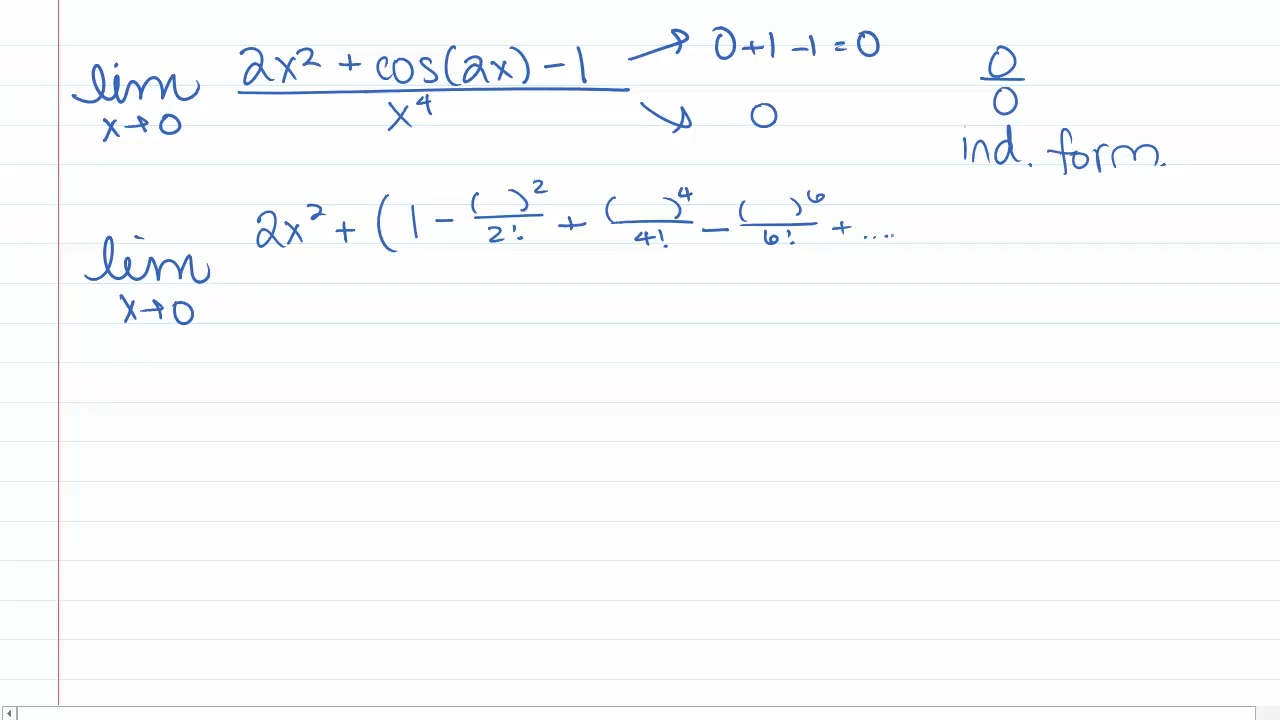 lim x→0 (2x² + cos(2x) − 1) / x⁴ → 0 + 1 − 1 = 0 ↘ 0 0/0
ind. form.
lim x→0 2x² + (1 − ( )²/2! + ( )⁴/4! − ( )⁶/6! + ....